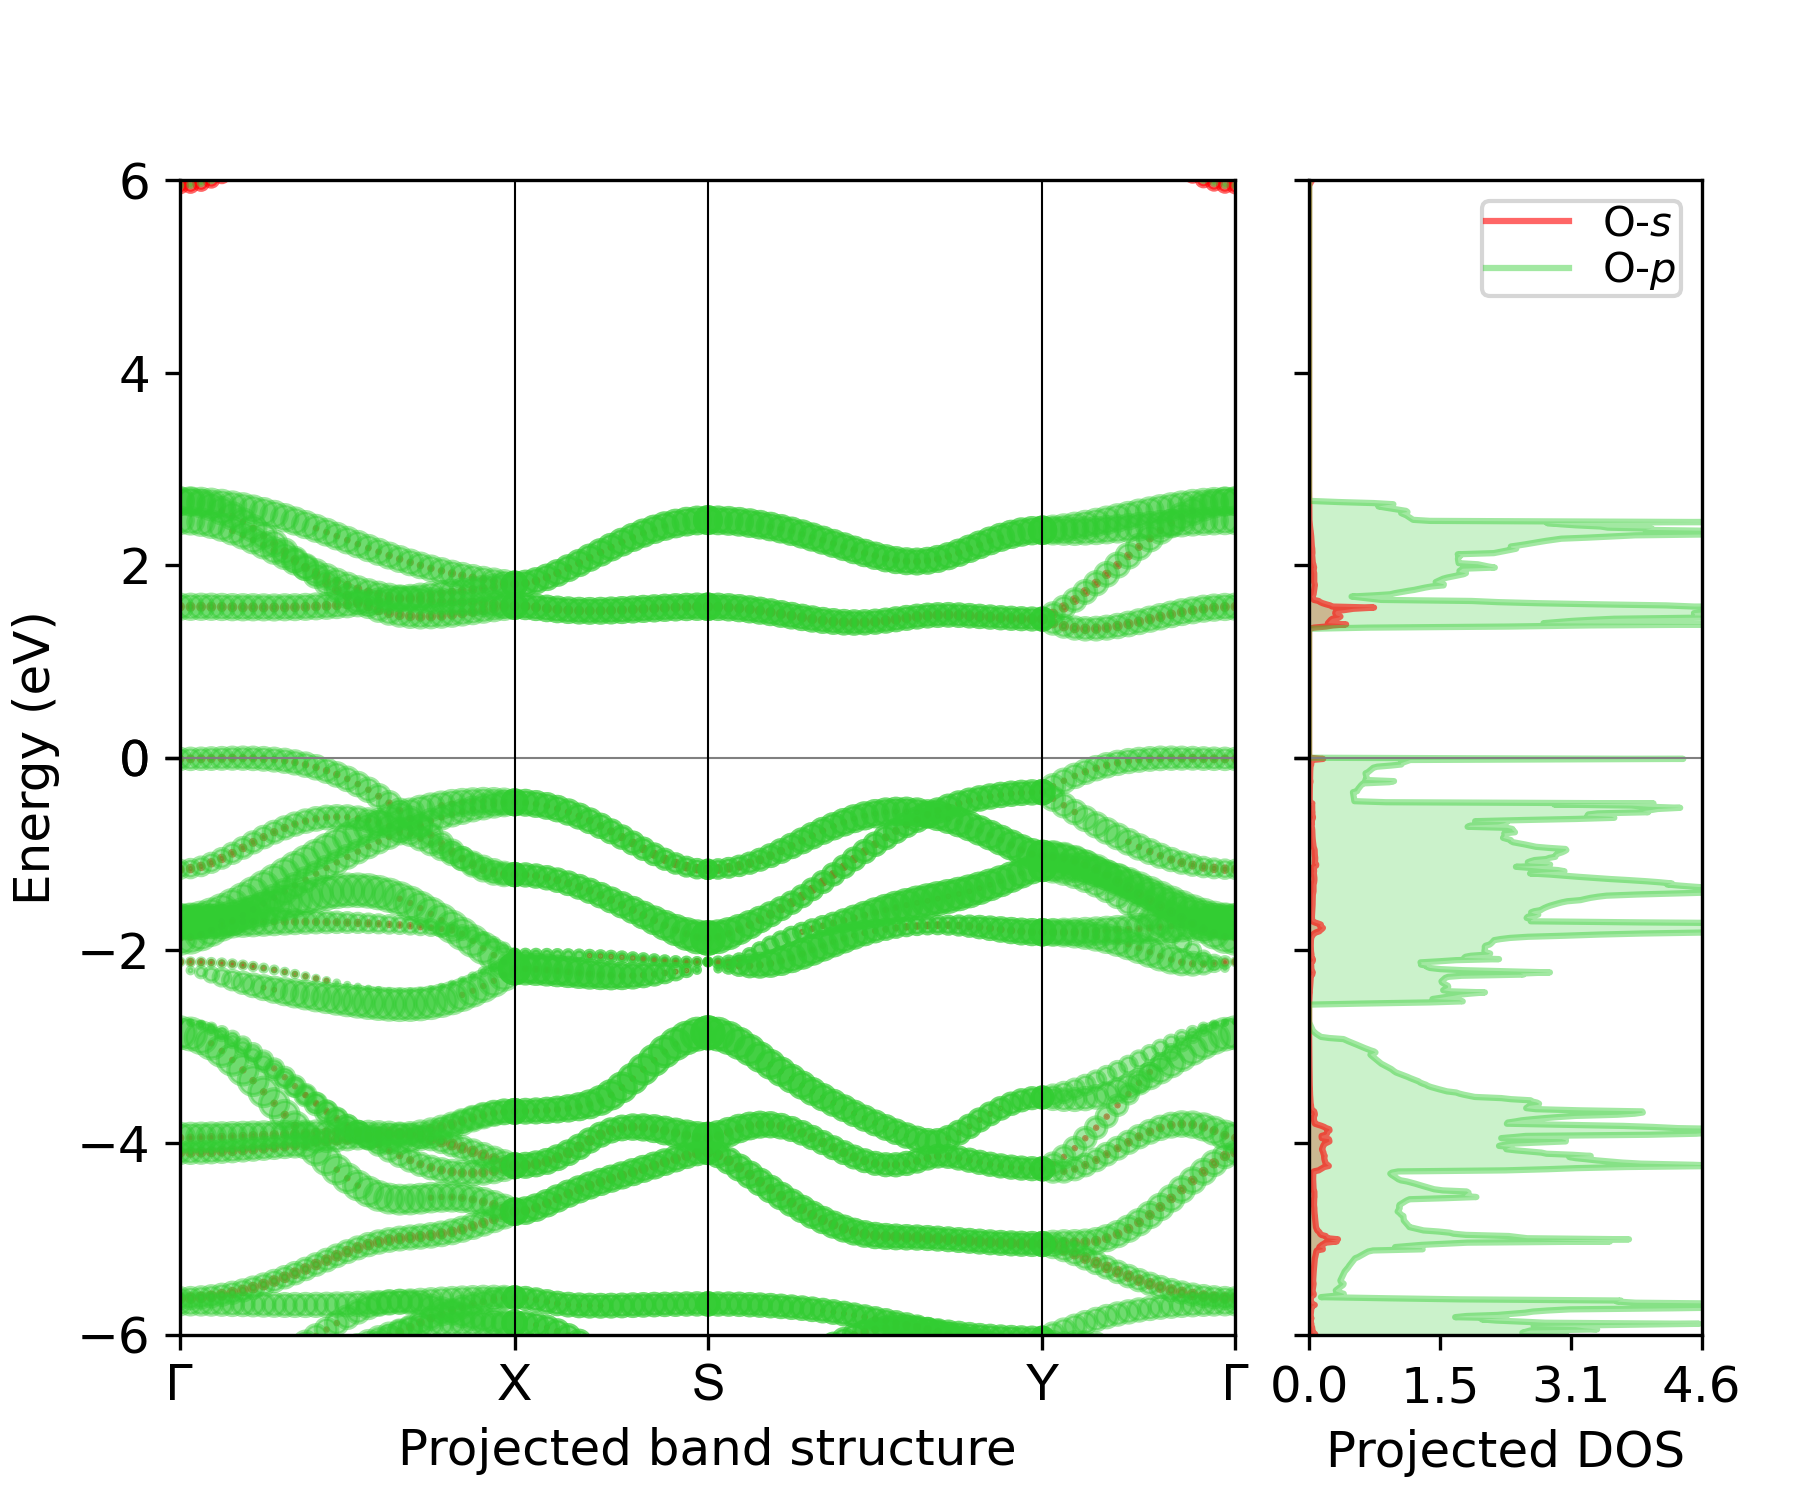 6
4
2
0
−2
−4
−6
Energy (eV)
Γ X S Y Γ
Projected band structure
O-s
O-p
0.0 1.5 3.1 4.6
Projected DOS